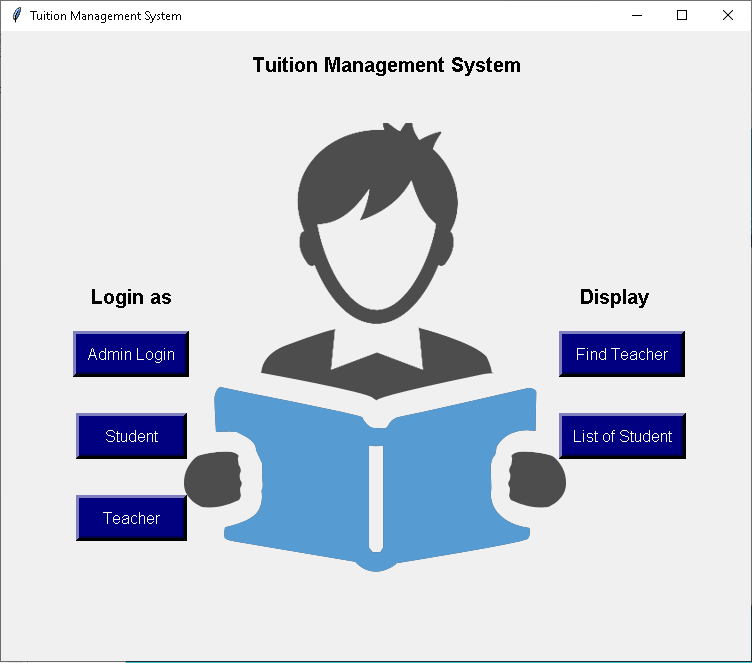 Tuition Management System
Tuition Management System
Login as
Admin Login
Student
Teacher
Display
Find Teacher
List of Student